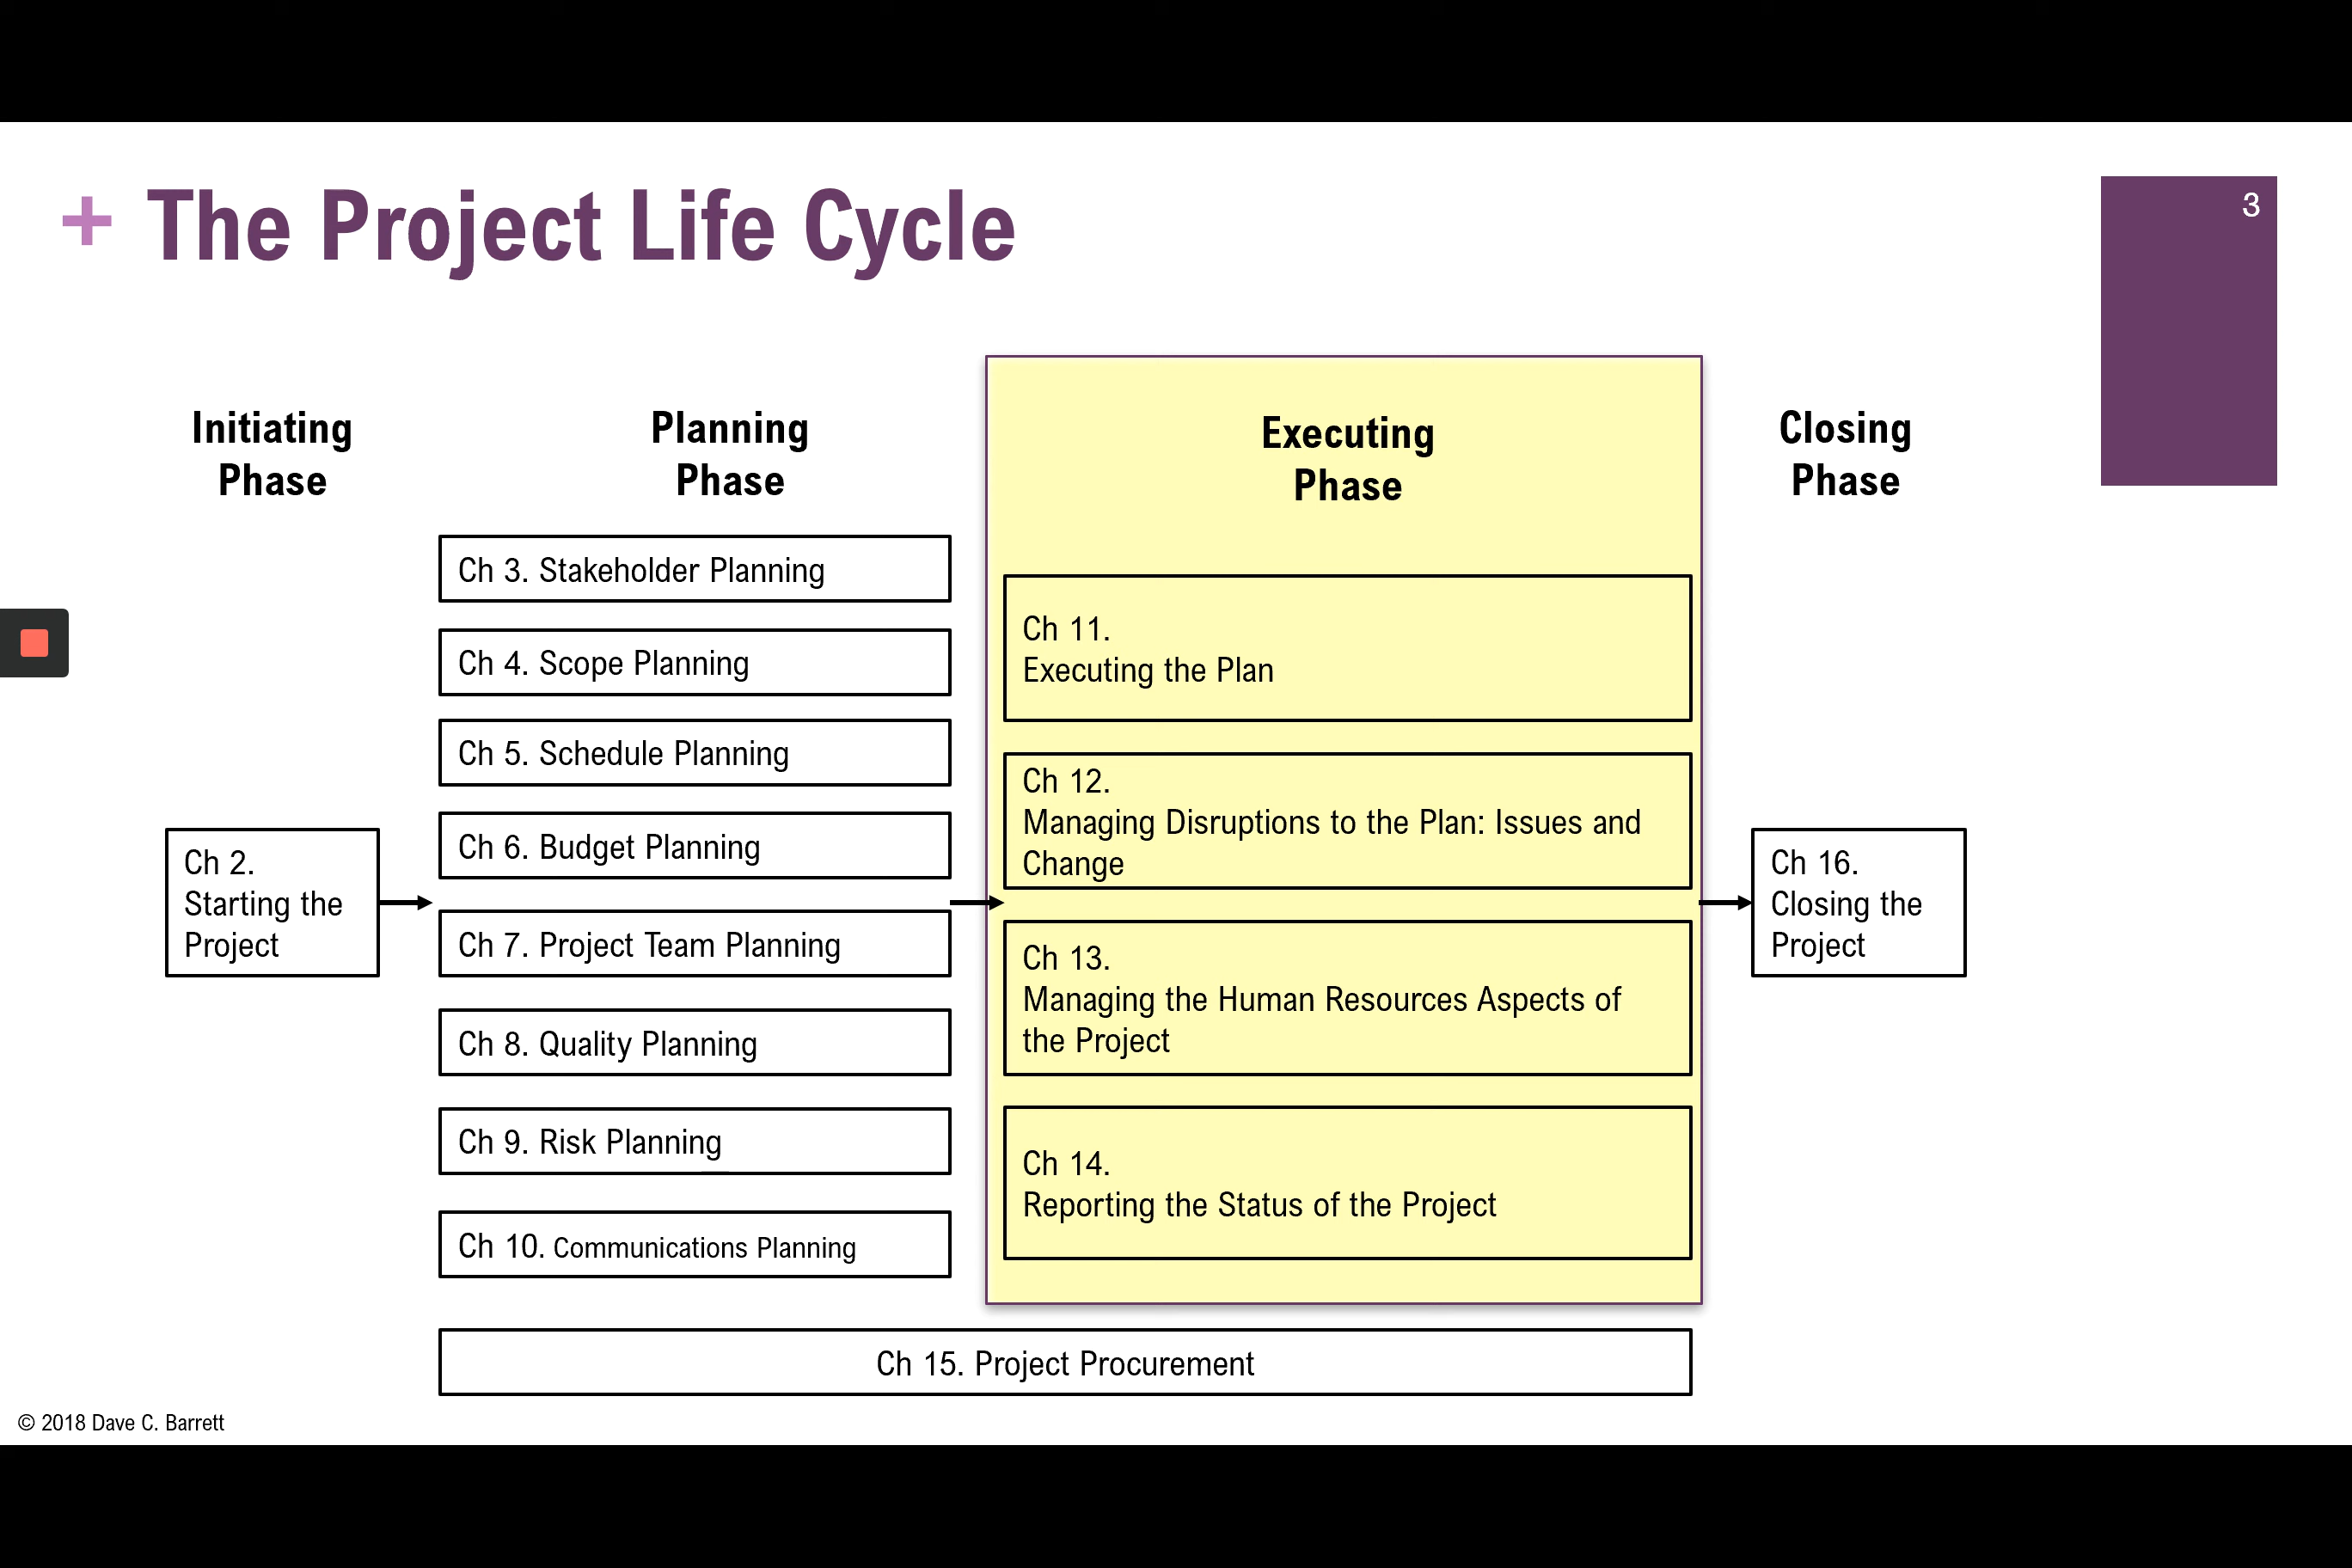 + The Project Life Cycle
3
Initiating
Phase
Planning
Phase
Executing
Phase
Closing
Phase
Ch 2.
Starting the
Project
Ch 3. Stakeholder Planning
Ch 4. Scope Planning
Ch 5. Schedule Planning
Ch 6. Budget Planning
Ch 7. Project Team Planning
Ch 8. Quality Planning
Ch 9. Risk Planning
Ch 10. Communications Planning
Ch 11.
Executing the Plan
Ch 12.
Managing Disruptions to the Plan: Issues and
Change
Ch 13.
Managing the Human Resources Aspects of
the Project
Ch 14.
Reporting the Status of the Project
Ch 16.
Closing the
Project
Ch 15. Project Procurement
© 2018 Dave C. Barrett